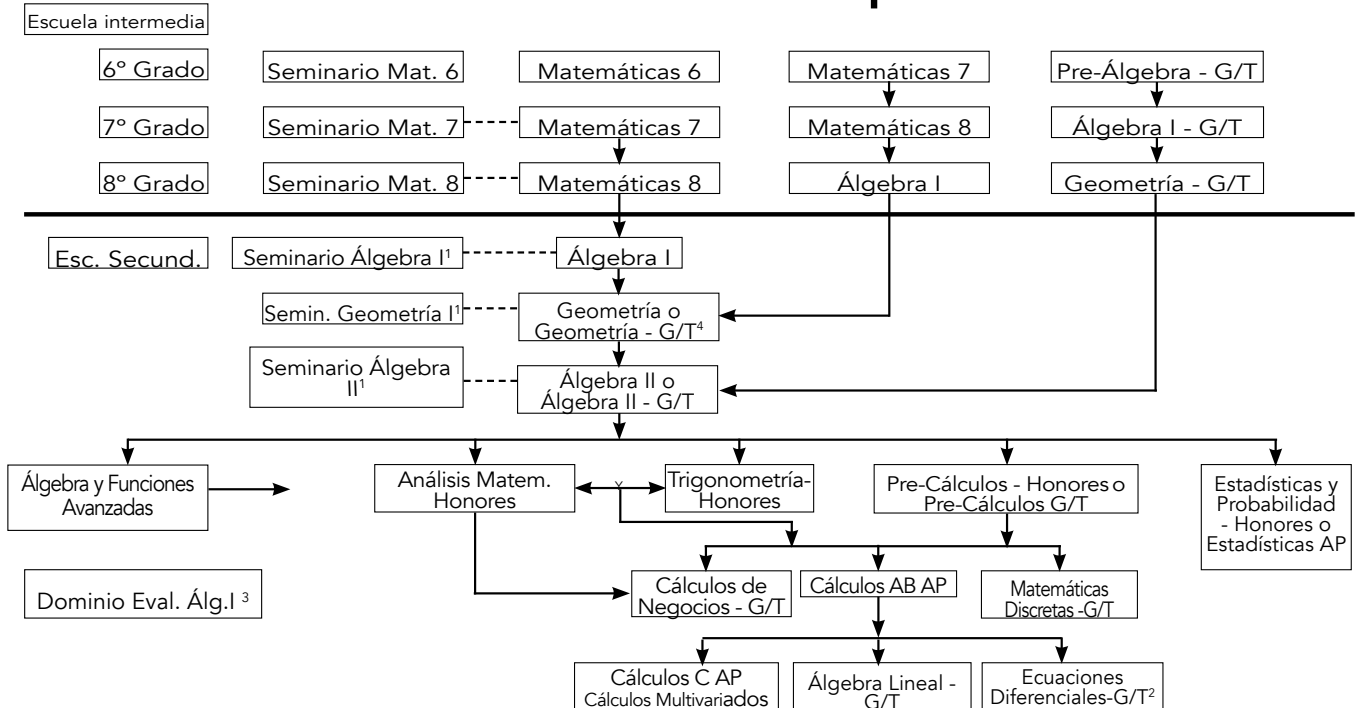 Escuela intermedia
6º Grado
Seminario Mat. 6
Matemáticas 6
Matemáticas 7
Pre-Álgebra - G/T
7º Grado
Seminario Mat. 7
Matemáticas 7
Matemáticas 8
Álgebra I - G/T
8º Grado
Seminario Mat. 8
Matemáticas 8
Álgebra I
Geometría - G/T
Esc. Secund.
Seminario Álgebra I¹
Álgebra I
Semin. Geometría I¹
Geometría o
Geometría - G/T⁴
Seminario Álgebra
II¹
Álgebra II o
Álgebra II - G/T
Álgebra y Funciones
Avanzadas
Análisis Matem.
Honores
Trigonometría-
Honores
Pre-Cálculos - Honores o
Pre-Cálculos G/T
Estadísticas y
Probabilidad
- Honores o
Estadísticas AP
Dominio Eval. Álg.I ³
Cálculos de
Negocios - G/T
Cálculos AB AP
Matemáticas
Discretas -G/T
Cálculos C AP
Cálculos Multivariados
Álgebra Lineal -
G/T
Ecuaciones
Diferenciales-G/T²